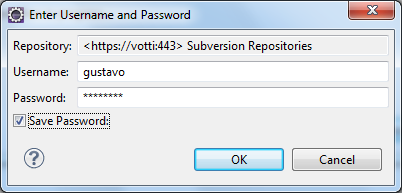 Enter Username and Password
Repository: <https://votti:443> Subversion Repositories
Username: gustavo
Password: ********
Save Password:
?
OK Cancel